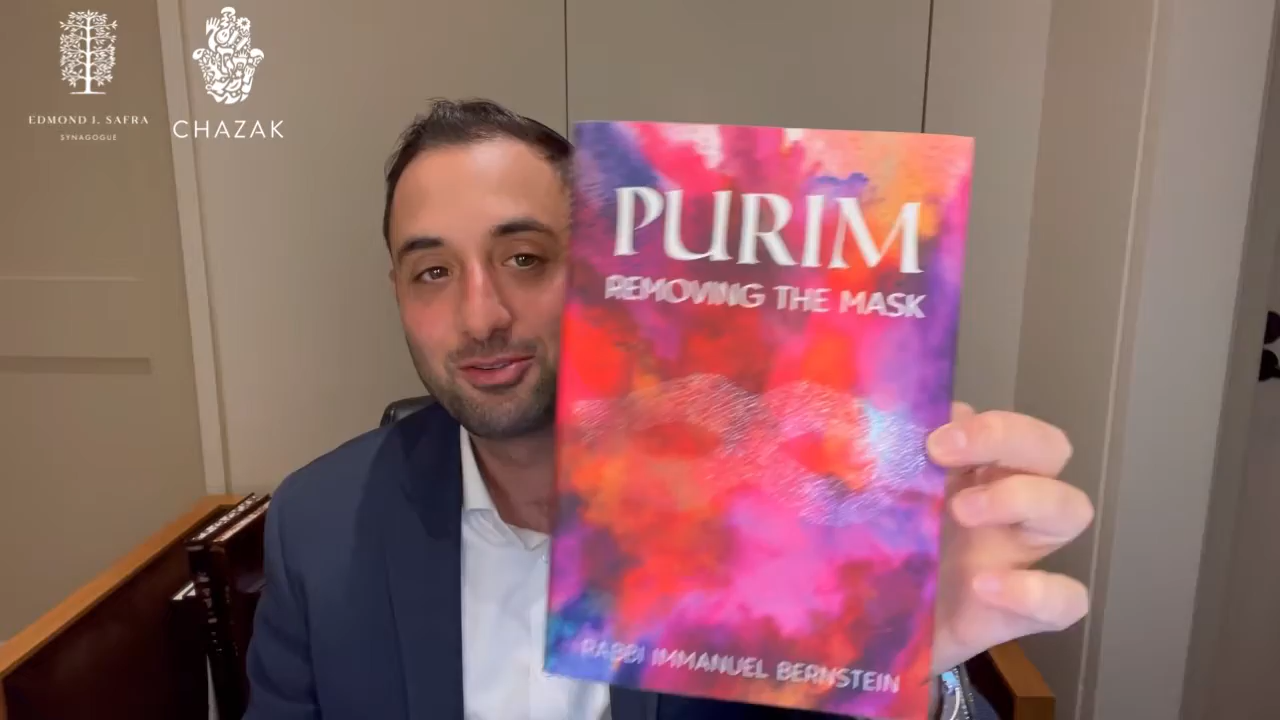 EDMOND J. SAFRA
SYNAGOGUE
CHAZAK
PURIM
REMOVING THE MASK
RABBI IMMANUEL BERNSTEIN